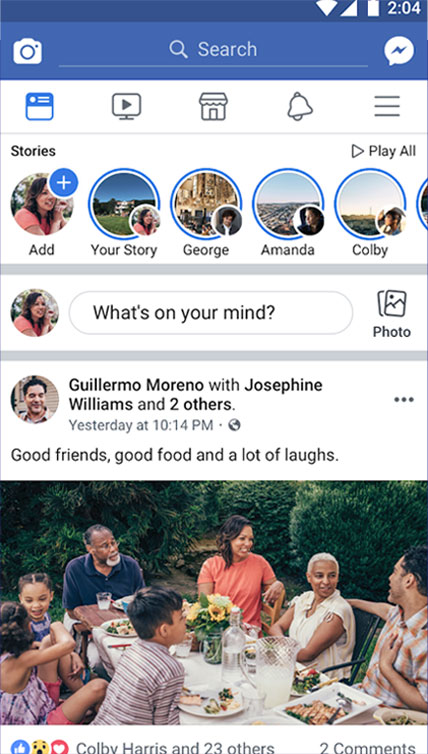 2:04
Search
Stories
Play All
Add
Your Story
George
Amanda
Colby
What's on your mind?
Photo
Guillermo Moreno with Josephine
Williams and 2 others.
Yesterday at 10:14 PM ·
Good friends, good food and a lot of laughs.
Colby Harris and 23 others
2 Comments